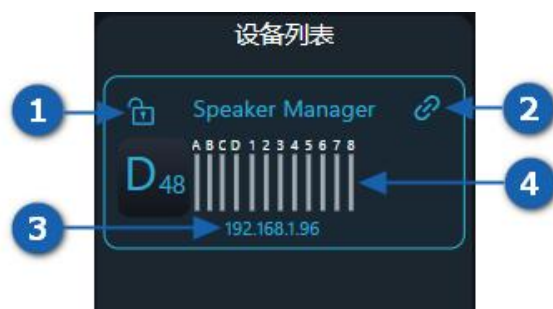 设备列表
1
Speaker Manager
2
A B C D 1 2 3 4 5 6 7 8
D48
4
3
192.168.1.96